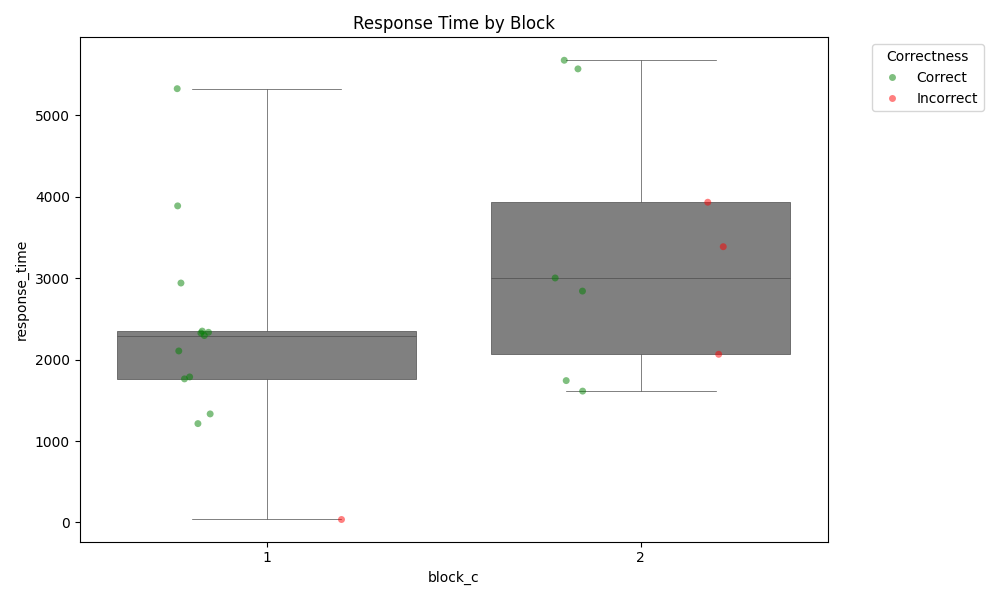 Response Time by Block
Correctness
Correct
Incorrect
response_time
5000
4000
3000
2000
1000
0
1
2
block_c